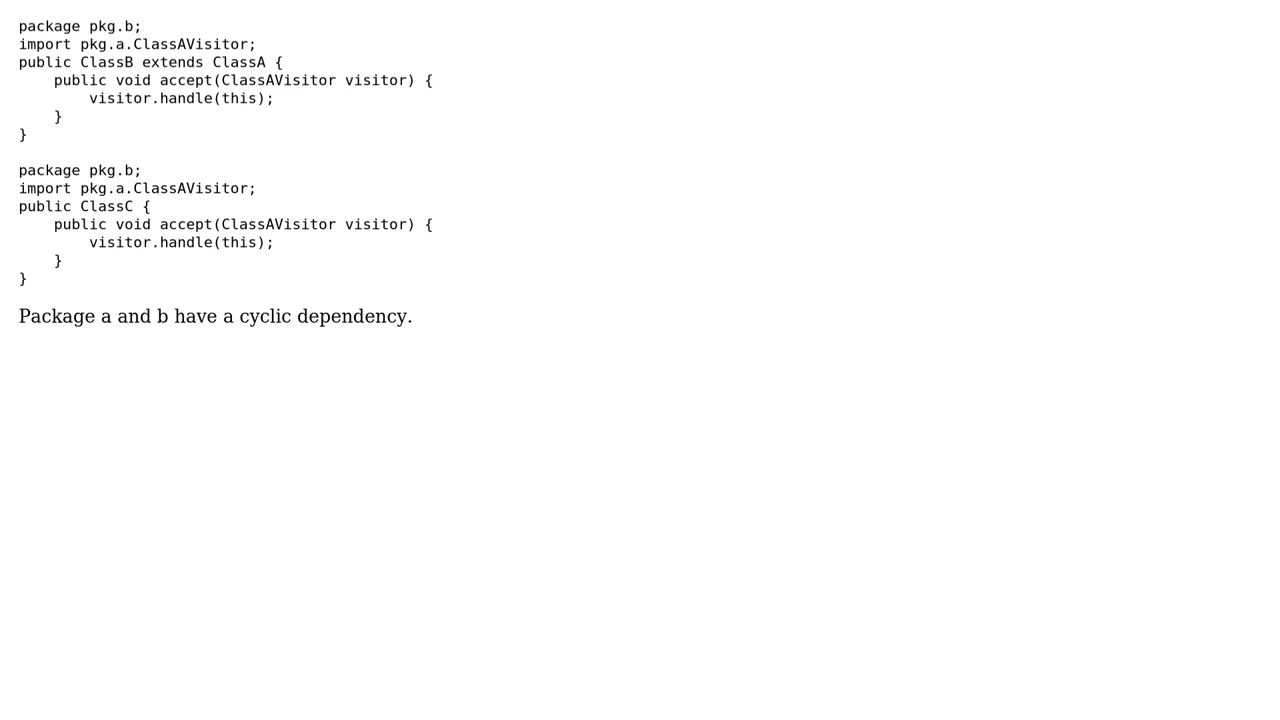 package pkg.b;
import pkg.a.ClassAVisitor;
public ClassB extends ClassA {
    public void accept(ClassAVisitor visitor) {
        visitor.handle(this);
    }
}

package pkg.b;
import pkg.a.ClassAVisitor;
public ClassC {
    public void accept(ClassAVisitor visitor) {
        visitor.handle(this);
    }
}

Package a and b have a cyclic dependency.